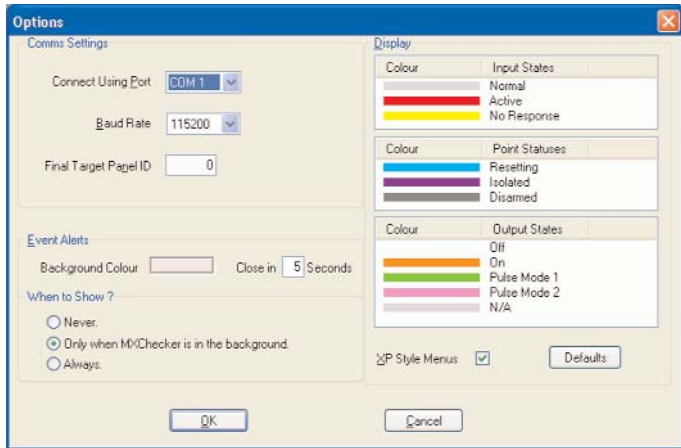 Options
Comms Settings
Connect Using Port COM 1
Baud Rate 115200
Final Target Panel ID 0
Event Alerts
Background Colour Close in 5 Seconds
When to Show ?
Never.
Only when MXChecker is in the background.
Always.
Display
Colour Input States
Normal
Active
No Response
Colour Point Statuses
Resetting
Isolated
Disarmed
Colour Output States
Off
On
Pulse Mode 1
Pulse Mode 2
N/A
XP Style Menus Defaults
OK Cancel